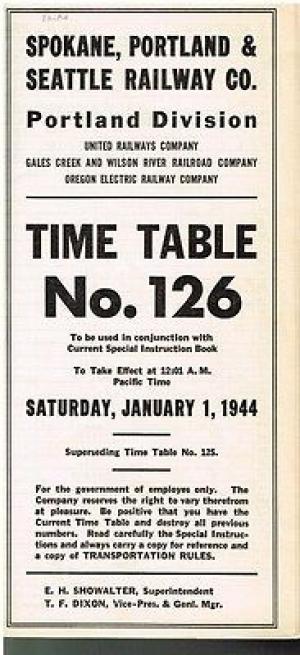 SPOKANE, PORTLAND &
SEATTLE RAILWAY CO.
Portland Division
UNITED RAILWAYS COMPANY
GALES CREEK AND WILSON RIVER RAILROAD COMPANY
OREGON ELECTRIC RAILWAY COMPANY
TIME TABLE
No. 126
To be used in conjunction with
Current Special Instruction Book
To Take Effect at 12:01 A. M.
Pacific Time
SATURDAY, JANUARY 1, 1944
Superseding Time Table No. 125.
For the government of employes only. The
Company reserves the right to vary therefrom
at pleasure. Be positive that you have the
Current Time Table and destroy all previous
numbers. Read carefully the Special Instruc-
tions and always carry a copy for reference and
a copy of TRANSPORTATION RULES.
E. H. SHOWALTER, Superintendent
T. F. DIXON, Vice-Pres. & Genl. Mgr.